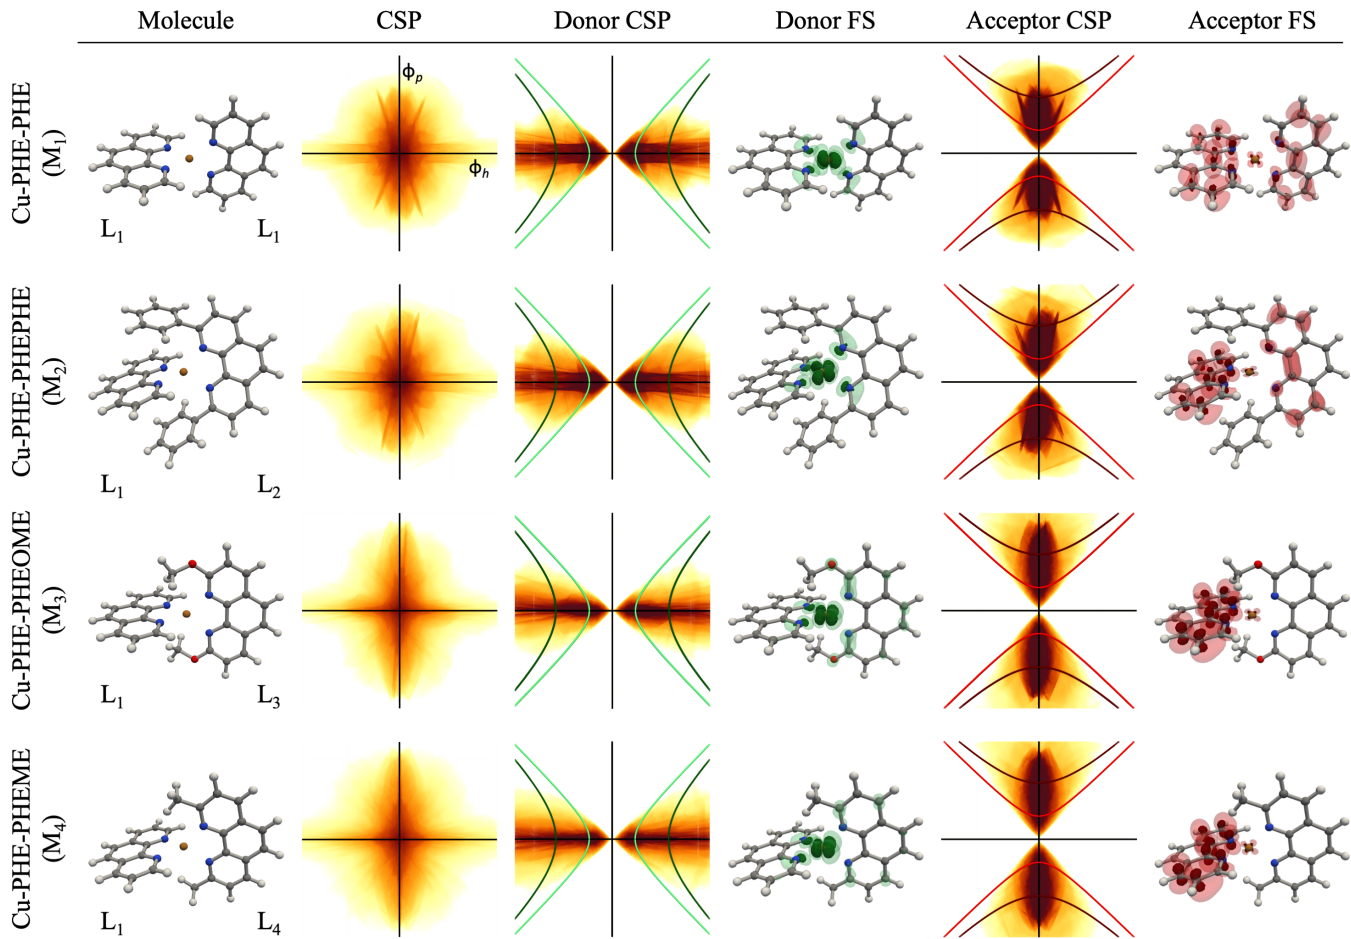 Molecule CSP Donor CSP Donor FS Acceptor CSP Acceptor FS
Cu-PHE-PHE
(M₁)
L₁ L₁
ϕₚ
ϕₕ
Cu-PHE-PHEPHE
(M₂)
L₁ L₂
Cu-PHE-PHEOME
(M₃)
L₁ L₃
Cu-PHE-PHEME
(M₄)
L₁ L₄